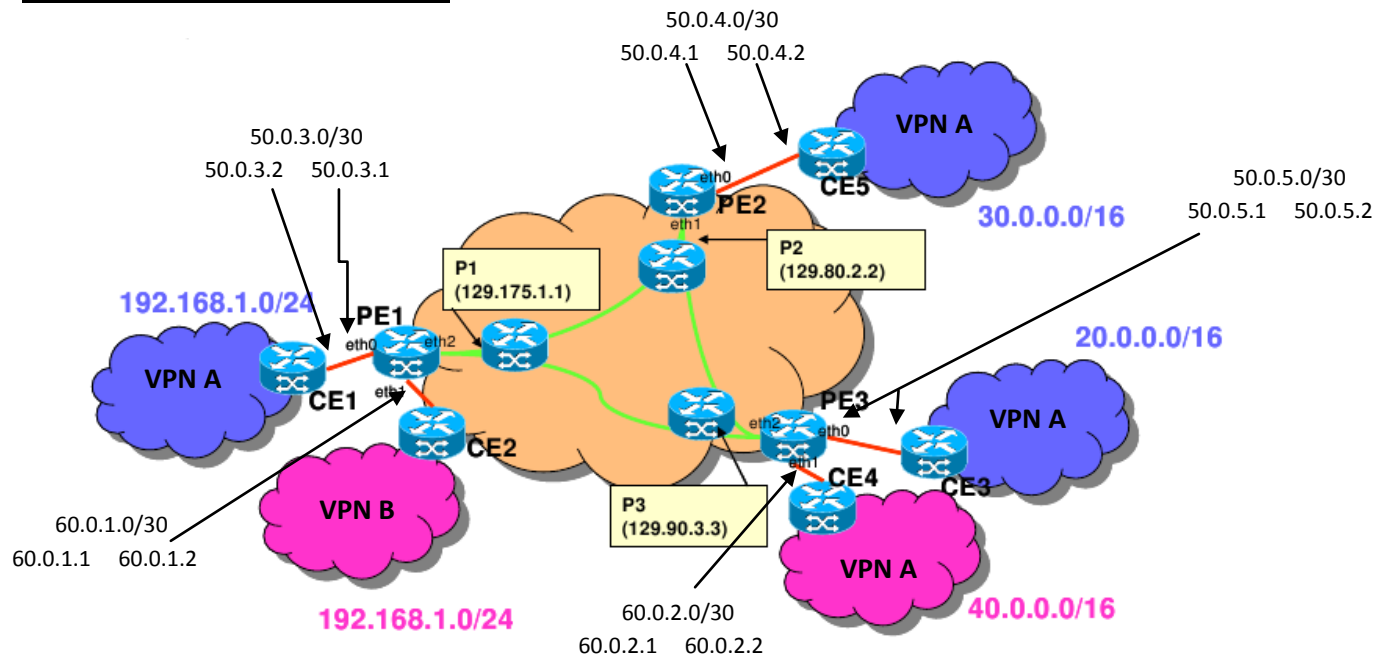 50.0.4.0/30
50.0.4.1 50.0.4.2
VPN A
50.0.3.0/30
50.0.3.2 50.0.3.1
eth0
CE5
PE2
50.0.5.0/30
50.0.5.1 50.0.5.2
30.0.0.0/16
eth1
P1
(129.175.1.1)
P2
(129.80.2.2)
192.168.1.0/24
PE1
eth0
eth2
20.0.0.0/16
VPN A
CE1
eth1
PE3
VPN A
eth2
eth0
CE2
eth1
CE4
CE3
VPN B
P3
(129.90.3.3)
60.0.1.0/30
60.0.1.1 60.0.1.2
VPN A
192.168.1.0/24
60.0.2.0/30
60.0.2.1 60.0.2.2
40.0.0.0/16